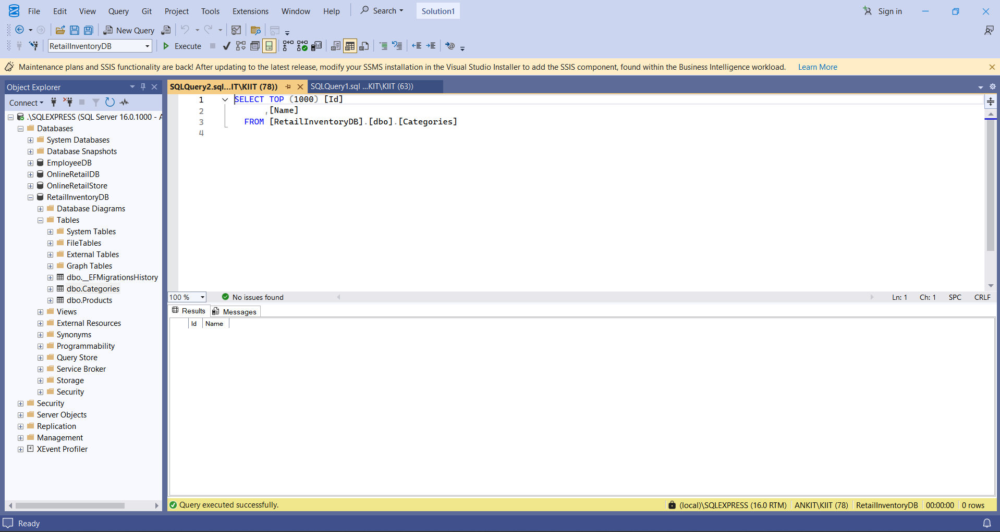 File Edit View Query Git Project Tools Extensions Window Help Search Solution1 Sign in
New Query
RetailInventoryDB Execute
Maintenance plans and SSIS functionality are back! After updating to the latest release, modify your SSMS installation in the Visual Studio Installer to add the SSIS component, found within the Business Intelligence workload. Learn More
Object Explorer
Connect
.\SQLEXPRESS (SQL Server 16.0.1000 - A
Databases
System Databases
Database Snapshots
EmployeeDB
OnlineRetailDB
OnlineRetailStore
RetailInventoryDB
Database Diagrams
Tables
System Tables
FileTables
External Tables
Graph Tables
dbo.__EFMigrationsHistory
dbo.Categories
dbo.Products
Views
External Resources
Synonyms
Programmability
Query Store
Service Broker
Storage
Security
Security
Server Objects
Replication
Management
XEvent Profiler
SQLQuery2.sql...IT\KIIT (78)) SQLQuery1.sql ...KIT\KIIT (63))
1 SELECT TOP (1000) [Id]
2 ,[Name]
3 FROM [RetailInventoryDB].[dbo].[Categories]
4
100 % No issues found Ln: 1 Ch: 1 SPC CRLF
Results Messages
Id Name
Query executed successfully. (local)\SQLEXPRESS (16.0 RTM) ANKIT\KIIT (78) RetailInventoryDB 00:00:00 0 rows
Ready